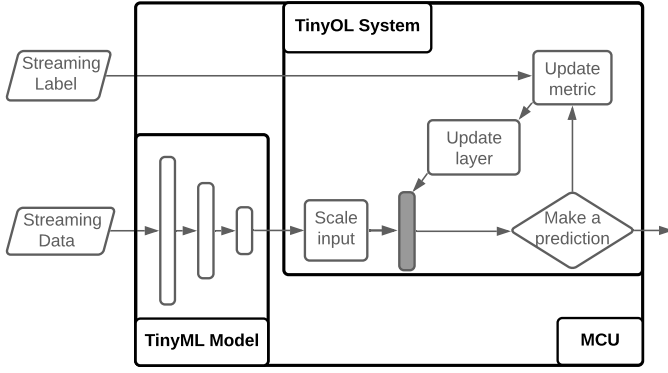 TinyOL System
Streaming
Label
Update
metric
Update
layer
Streaming
Data
Scale
input
Make a
prediction
TinyML Model
MCU